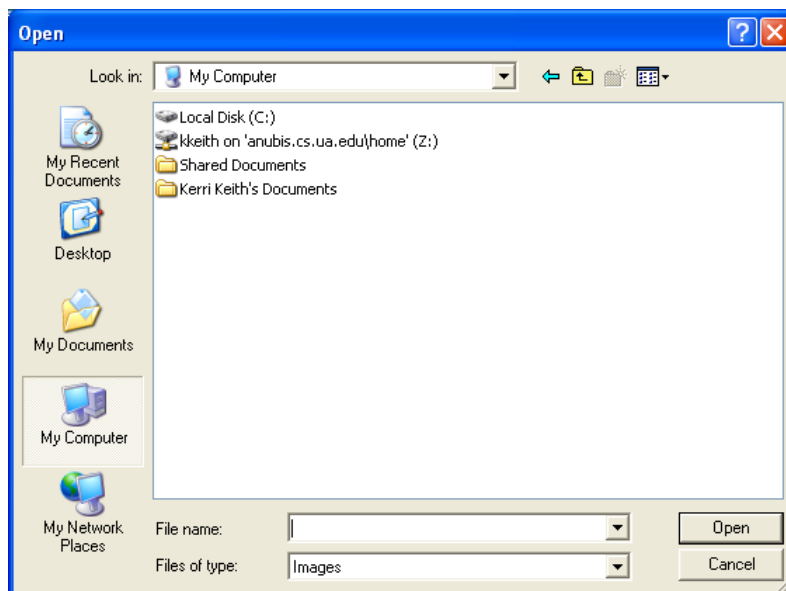 Open
Look in: My Computer
My Recent
Documents
Desktop
My Documents
My Computer
My Network
Places
Local Disk (C:)
kkeith on 'anubis.cs.ua.edu\home' (Z:)
Shared Documents
Kerri Keith's Documents
File name:
Open
Files of type: Images
Cancel